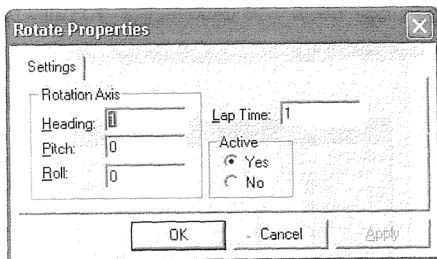 Rotate Properties
Settings
Rotation Axis
Heading: 1
Pitch: 0
Roll: 0
Lap Time: 1
Active
Yes
No
OK
Cancel
Apply